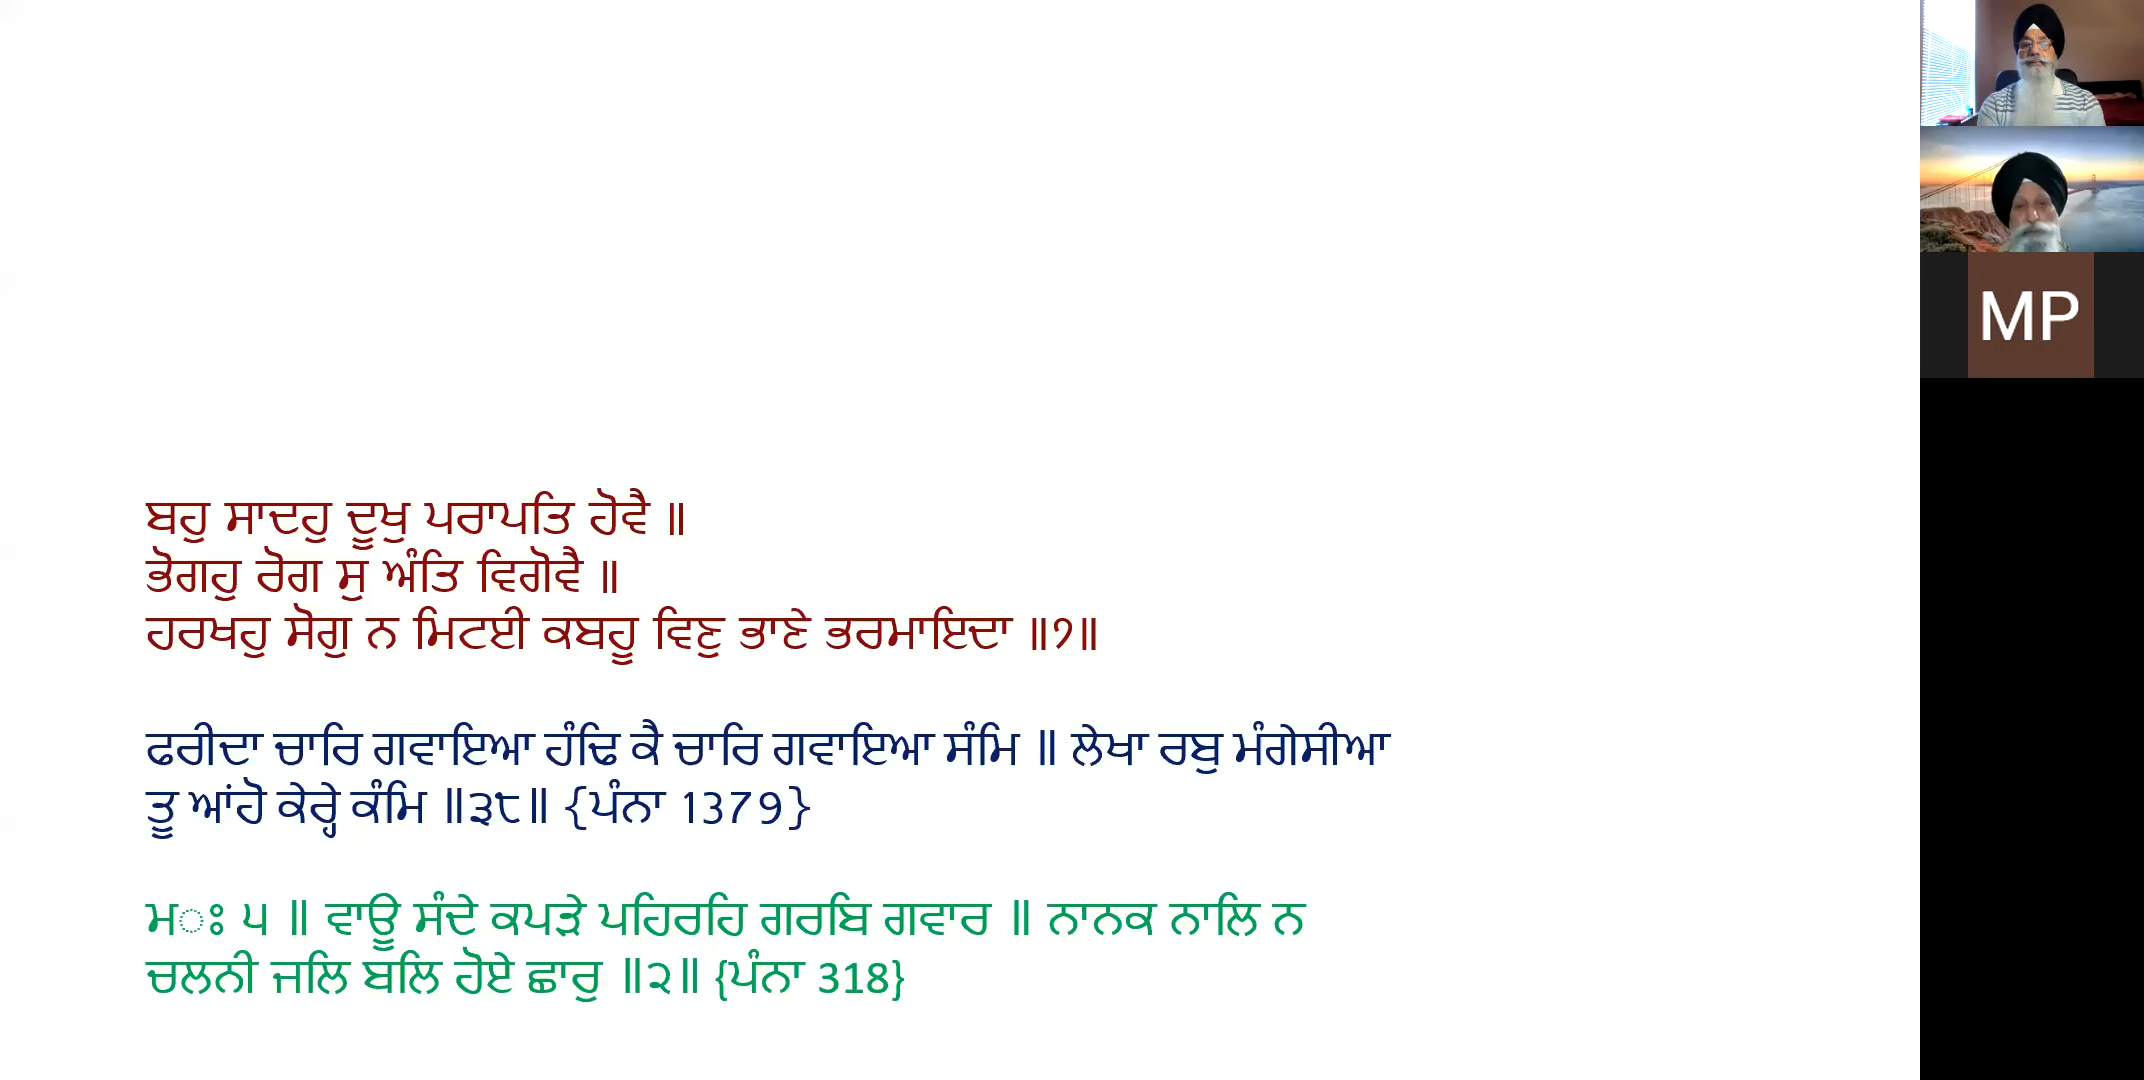 ਬਹੁ ਸਾਦਹੁ ਦੂਖੁ ਪਰਾਪਤਿ ਹੋਵੈ ॥
ਭੋਗਹੁ ਰੋਗ ਸੁ ਅੰਤਿ ਵਿਗੋਵੈ ॥
ਹਰਖਹੁ ਸੋਗੁ ਨ ਮਿਟਈ ਕਬਹੂ ਵਿਣੁ ਭਾਣੇ ਭਰਮਾਇਦਾ ॥੭॥
ਫਰੀਦਾ ਚਾਰਿ ਗਵਾਇਆ ਹੰਢਿ ਕੈ ਚਾਰਿ ਗਵਾਇਆ ਸੰਮਿ ॥ ਲੇਖਾ ਰਬੁ ਮੰਗੇਸੀਆ
ਤੂ ਆਂਹੋ ਕੇਰ੍ਹੇ ਕੰਮਿ ॥੩੮॥ {ਪੰਨਾ 1379}
ਮਃ ੫ ॥ ਵਾਊ ਸੰਦੇ ਕਪੜੇ ਪਹਿਰਹਿ ਗਰਬਿ ਗਵਾਰ ॥ ਨਾਨਕ ਨਾਲਿ ਨ
ਚਲਨੀ ਜਲਿ ਬਲਿ ਹੋਏ ਛਾਰੁ ॥੨॥ {ਪੰਨਾ 318}
MP